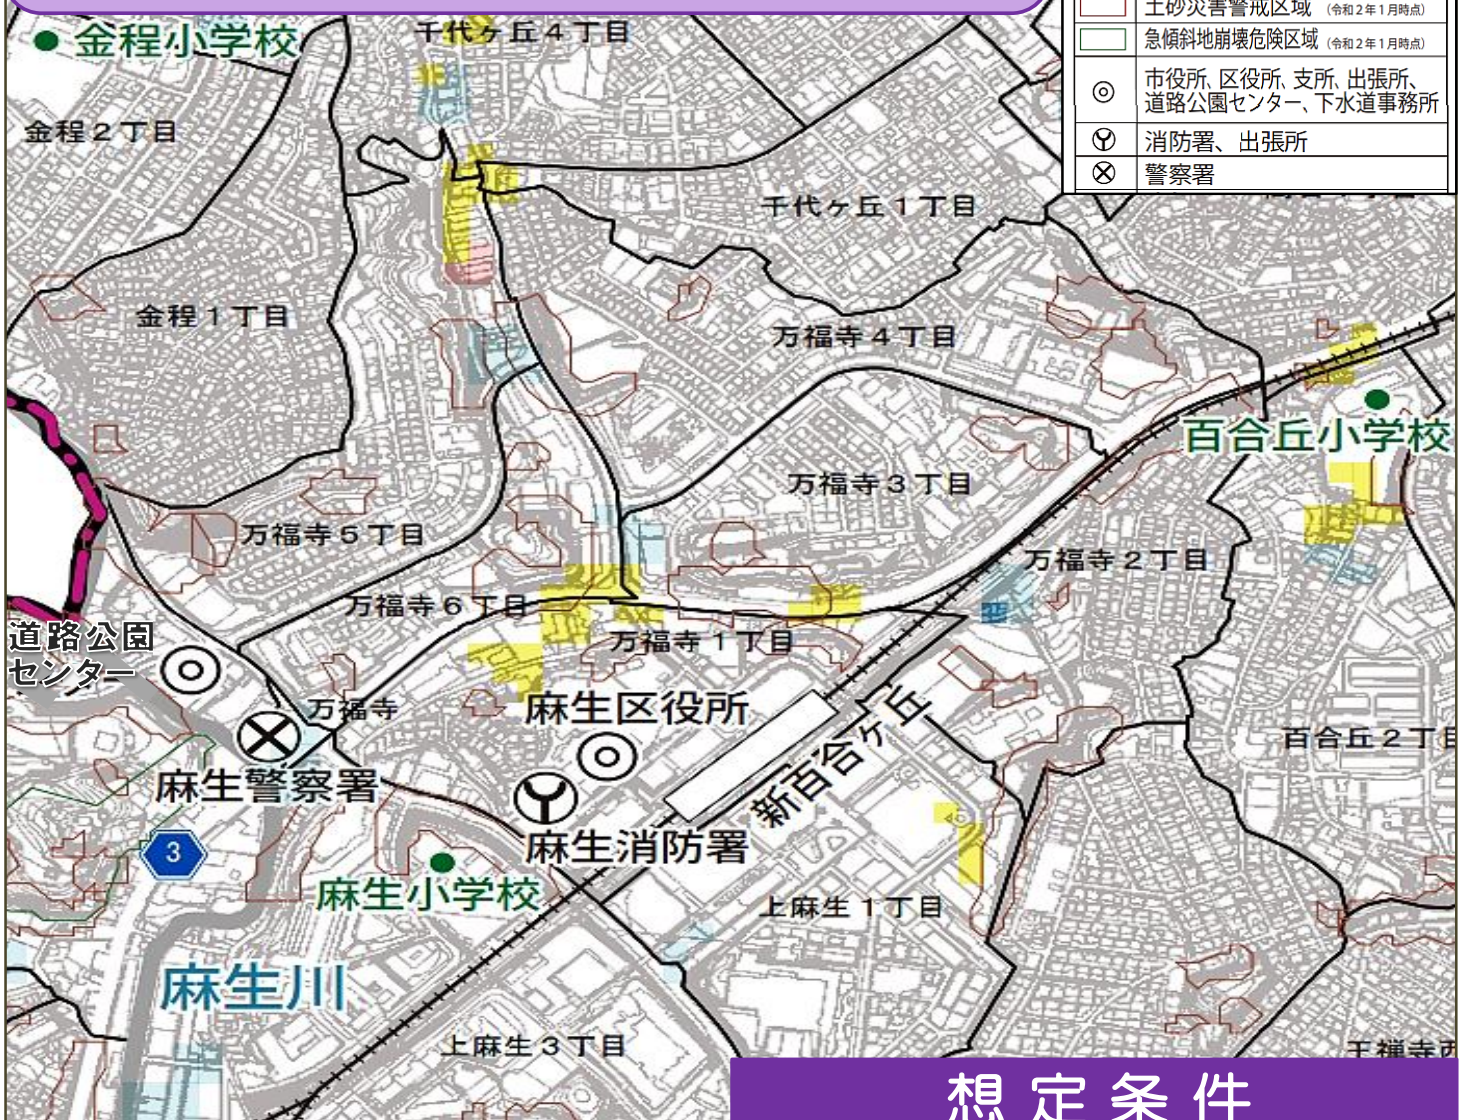 土砂災害警戒区域（令和2年1月時点）
急傾斜地崩壊危険区域（令和2年1月時点）
市役所、区役所、支所、出張所、
道路公園センター、下水道事務所
消防署、出張所
警察署
金程小学校
千代ヶ丘4丁目
金程2丁目
千代ヶ丘1丁目
金程1丁目
万福寺4丁目
百合丘小学校
万福寺3丁目
万福寺5丁目
万福寺2丁目
万福寺6丁目
万福寺1丁目
道路公園
センター
万福寺
麻生区役所
新百合ヶ丘
百合丘2丁目
麻生警察署
麻生消防署
3
麻生小学校
上麻生1丁目
麻生川
上麻生3丁目
王禅寺西
想定条件